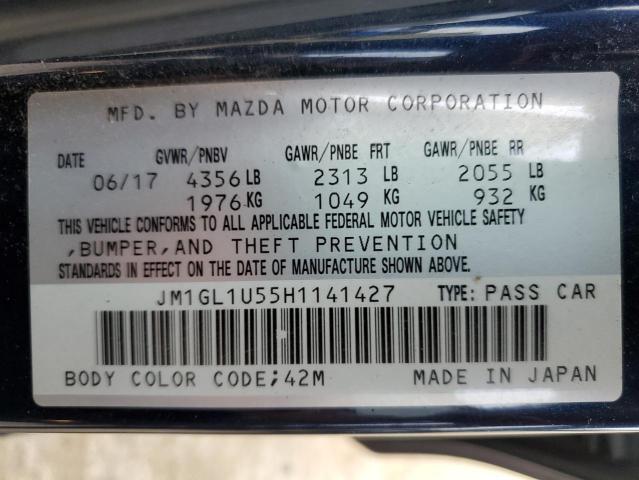 MFD. BY MAZDA MOTOR CORPORATION
DATE GVWR/PNBV GAWR/PNBE FRT GAWR/PNBE RR
06/17 4356 LB 2313 LB 2055 LB
1976 KG 1049 KG 932 KG
THIS VEHICLE CONFORMS TO ALL APPLICABLE FEDERAL MOTOR VEHICLE SAFETY
,BUMPER,AND THEFT PREVENTION
STANDARDS IN EFFECT ON THE DATE OF MANUFACTURE SHOWN ABOVE.
JM1GL1U55H1141427 TYPE: PASS CAR
BODY COLOR CODE;42M MADE IN JAPAN